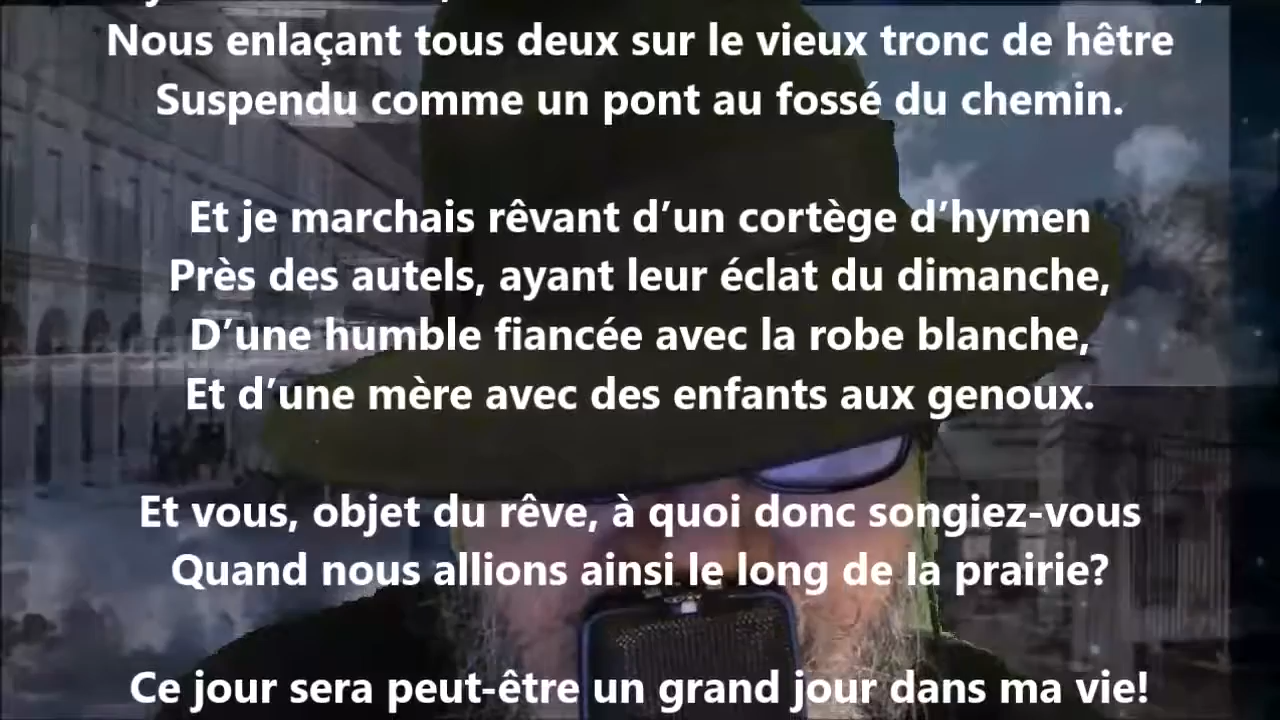 Nous enlaçant tous deux sur le vieux tronc de hêtre
Suspendu comme un pont au fossé du chemin.
Et je marchais rêvant d’un cortège d’hymen
Près des autels, ayant leur éclat du dimanche,
D’une humble fiancée avec la robe blanche,
Et d’une mère avec des enfants aux genoux.
Et vous, objet du rêve, à quoi donc songiez-vous
Quand nous allions ainsi le long de la prairie?
Ce jour sera peut-être un grand jour dans ma vie!